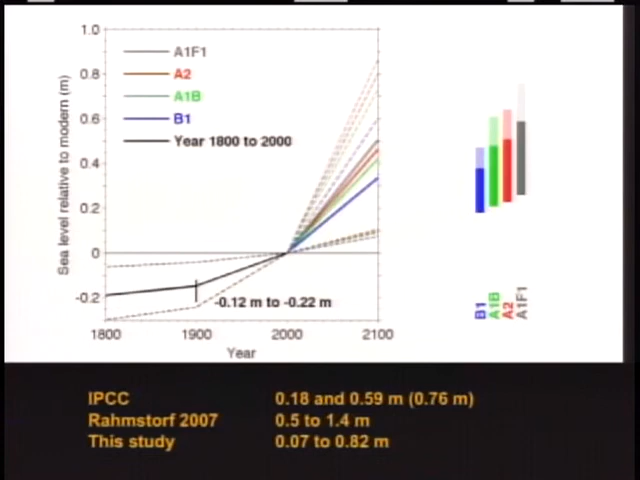 1.0
0.8
0.6
0.4
0.2
0
-0.2
Sea level relative to modern (m)
A1F1
A2
A1B
B1
Year 1800 to 2000
-0.12 m to -0.22 m
1800 1900 2000 2100
Year
B1
A1B
A2
A1F1
IPCC 0.18 and 0.59 m (0.76 m)
Rahmstorf 2007 0.5 to 1.4 m
This study 0.07 to 0.82 m